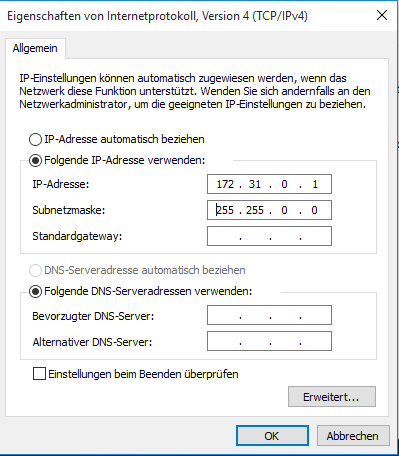 Eigenschaften von Internetprotokoll, Version 4 (TCP/IPv4)
Allgemein
IP-Einstellungen können automatisch zugewiesen werden, wenn das
Netzwerk diese Funktion unterstützt. Wenden Sie sich andernfalls an den
Netzwerkadministrator, um die geeigneten IP-Einstellungen zu beziehen.
IP-Adresse automatisch beziehen
Folgende IP-Adresse verwenden:
IP-Adresse: 172 . 31 . 0 . 1
Subnetzmaske: 255 . 255 . 0 . 0
Standardgateway: . . .
DNS-Serveradresse automatisch beziehen
Folgende DNS-Serveradressen verwenden:
Bevorzugter DNS-Server: . . .
Alternativer DNS-Server: . . .
Einstellungen beim Beenden überprüfen
Erweitert...
OK Abbrechen